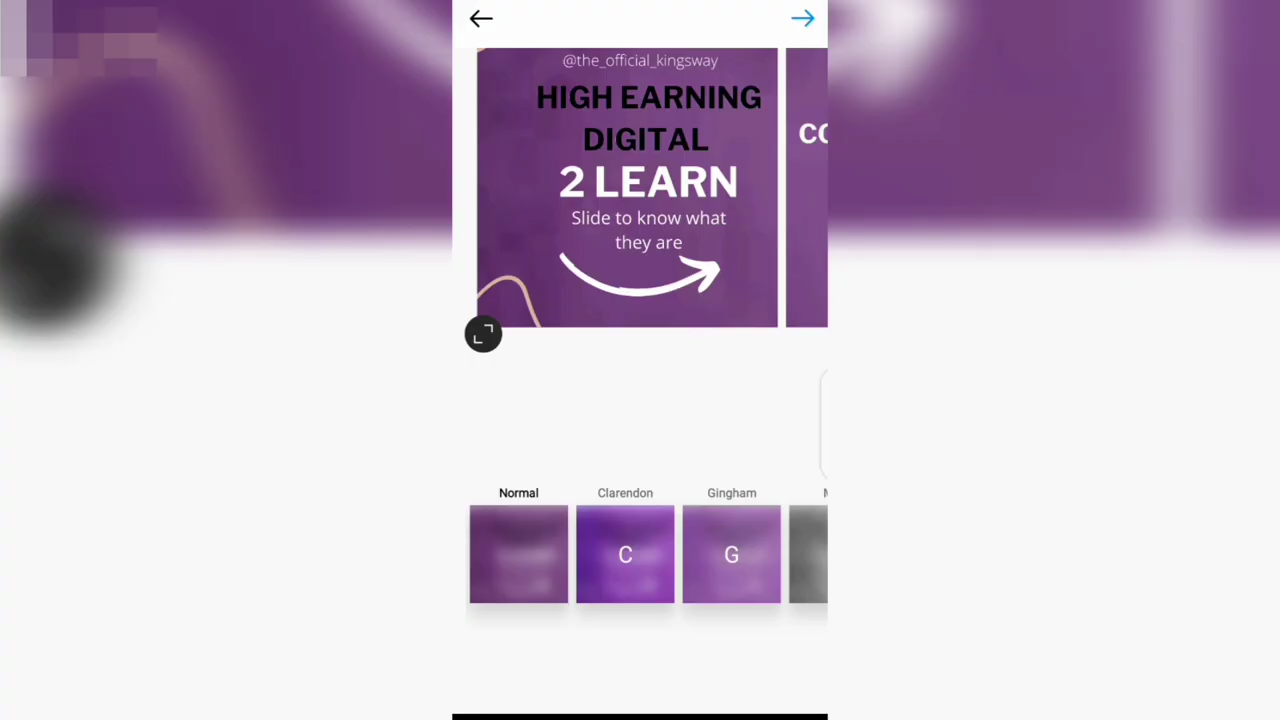 @the_official_kingsway
HIGH EARNING
DIGITAL
2 LEARN
Slide to know what
they are
Normal
Clarendon
Gingham
C
G